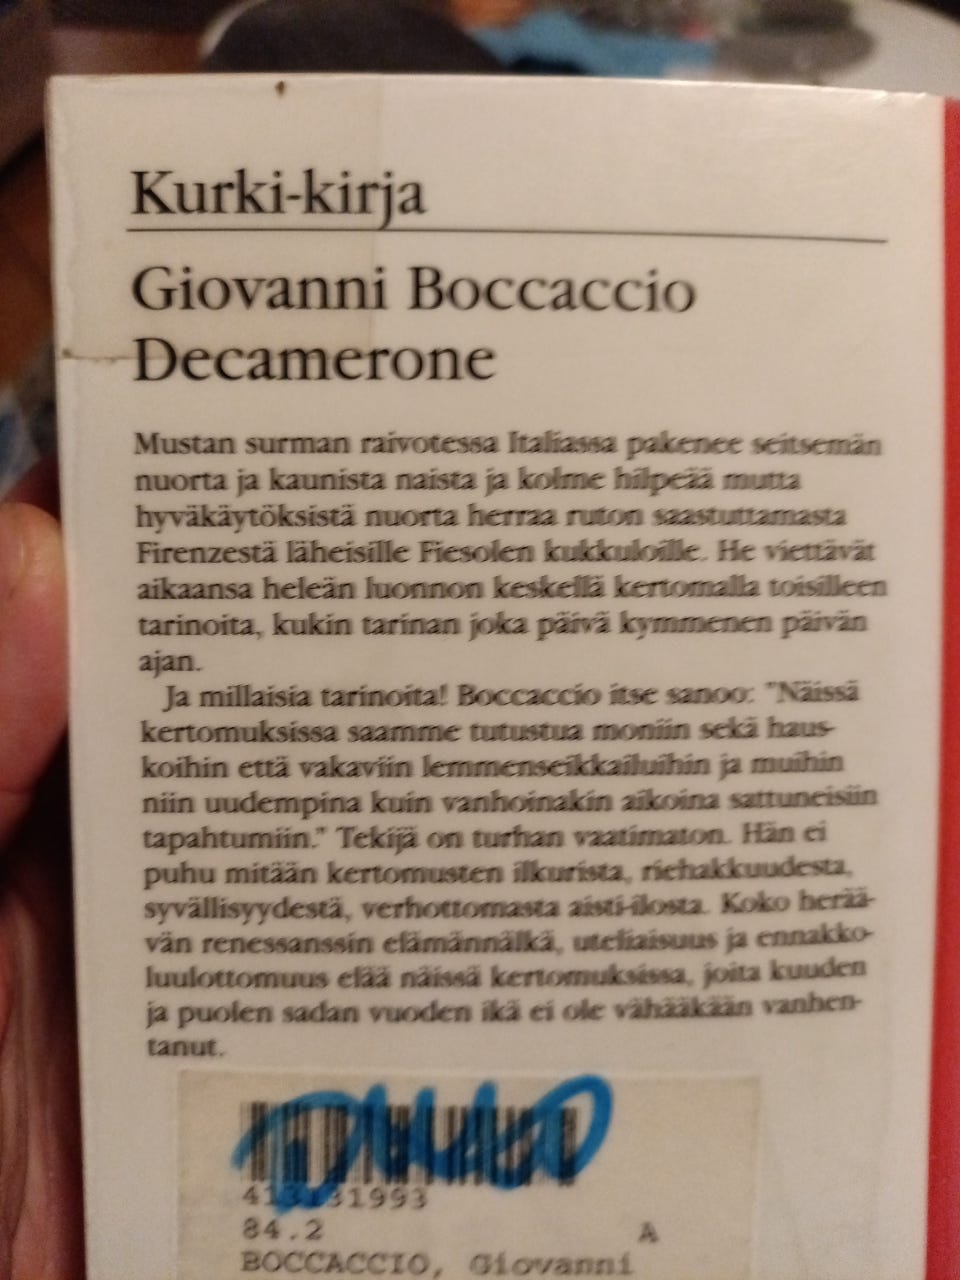 Kurki-kirja
Giovanni Boccaccio
Decamerone
Mustan surman raivotessa Italiassa pakenee seitsemän
nuorta ja kaunista naista ja kolme hilpeää mutta
hyväkäytöksistä nuorta herraa ruton saastuttamasta
Firenzestä läheisille Fiesolen kukkuloille. He viettävät
aikaansa heleän luonnon keskellä kertomalla toisilleen
tarinoita, kukin tarinan joka päivä kymmenen päivän
ajan.
Ja millaisia tarinoita! Boccaccio itse sanoo: "Näissä
kertomuksissa saamme tutustua moniin sekä haus-
koihin että vakaviin lemmenseikkailuihin ja muihin
niin uudempina kuin vanhoinakin aikoina sattuneisiin
tapahtumiin." Tekijä on turhan vaatimaton. Hän ei
puhu mitään kertomusten ilkurista, riehakkuudesta,
syvällisyydestä, verhottomasta aisti-ilosta. Koko herää-
vän renessanssin elämännälkä, uteliaisuus ja ennakko-
luulottomuus elää näissä kertomuksissa, joita kuuden
ja puolen sadan vuoden ikä ei ole vähääkään vanhen-
tanut.
84.2 A
BOCCACCIO, Giovanni